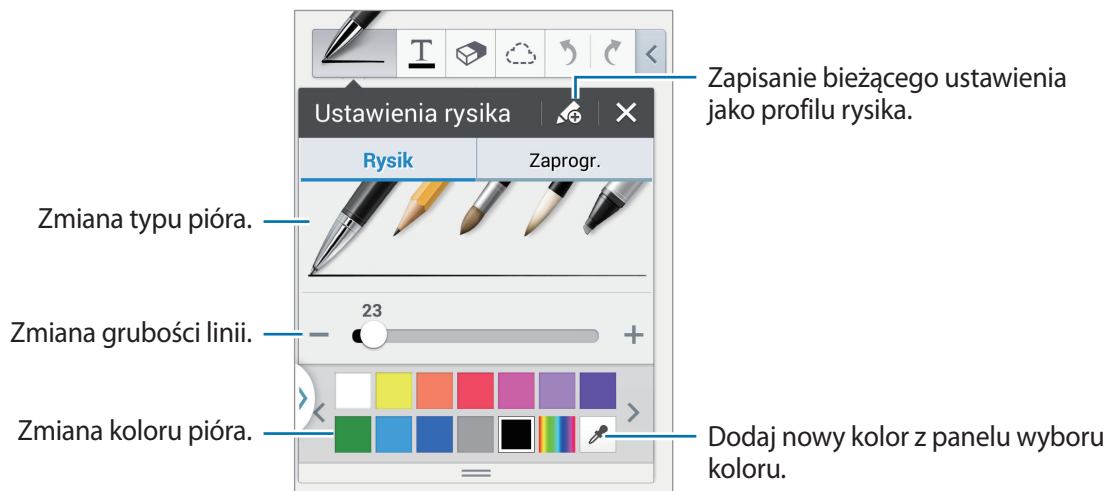 T
Ustawienia rysika
Zapisanie bieżącego ustawienia
jako profilu rysika.
Rysik
Zaprogr.
Zmiana typu pióra.
23
Zmiana grubości linii.
Zmiana koloru pióra.
Dodaj nowy kolor z panelu wyboru
koloru.